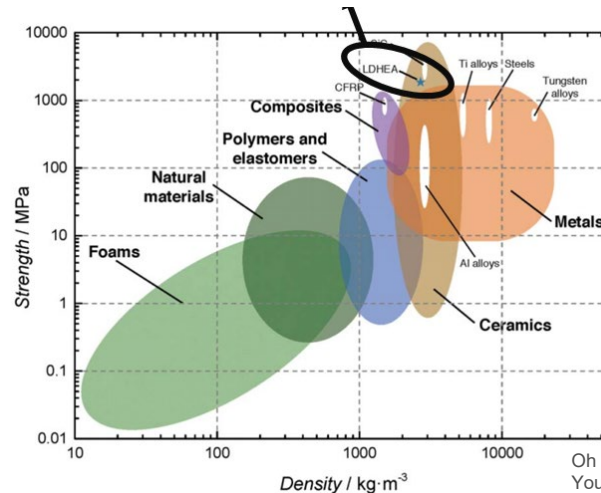 10000
1000
100
10
1
0.1
0.01
Strength / MPa
10
100
1000
10000
Density / kg·m-3
Foams
Natural
materials
Polymers and
elastomers
Composites
CFRP
LDHEA
Ti alloys
Steels
Tungsten
alloys
Metals
Al alloys
Ceramics
Oh
You